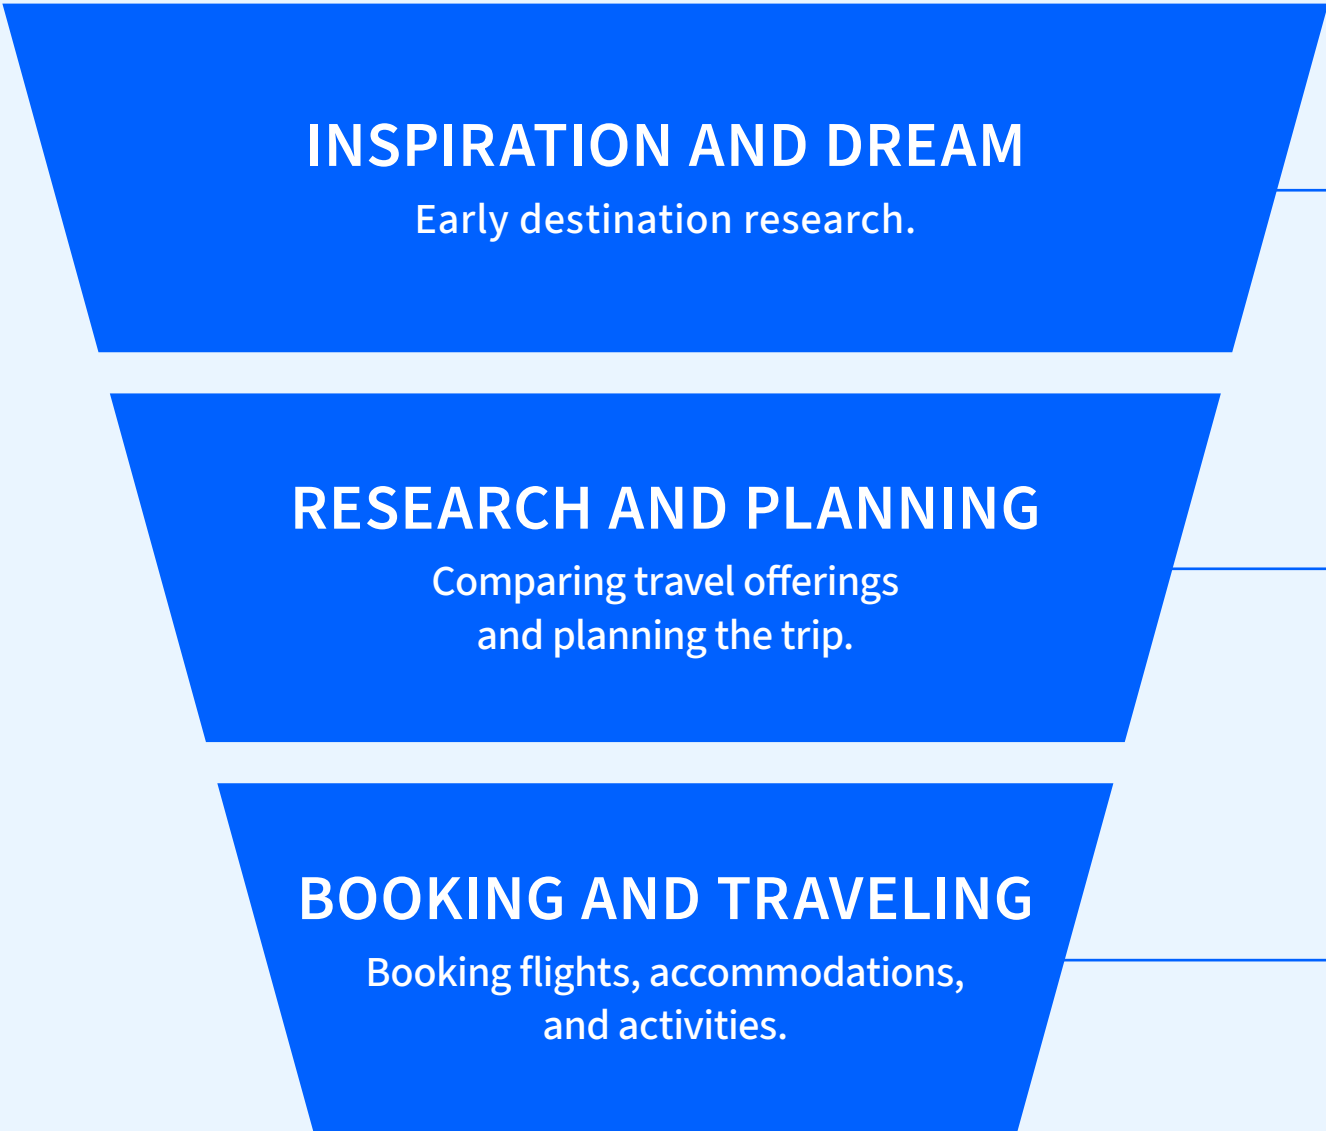 INSPIRATION AND DREAM
Early destination research.
RESEARCH AND PLANNING
Comparing travel offerings
and planning the trip.
BOOKING AND TRAVELING
Booking flights, accommodations,
and activities.